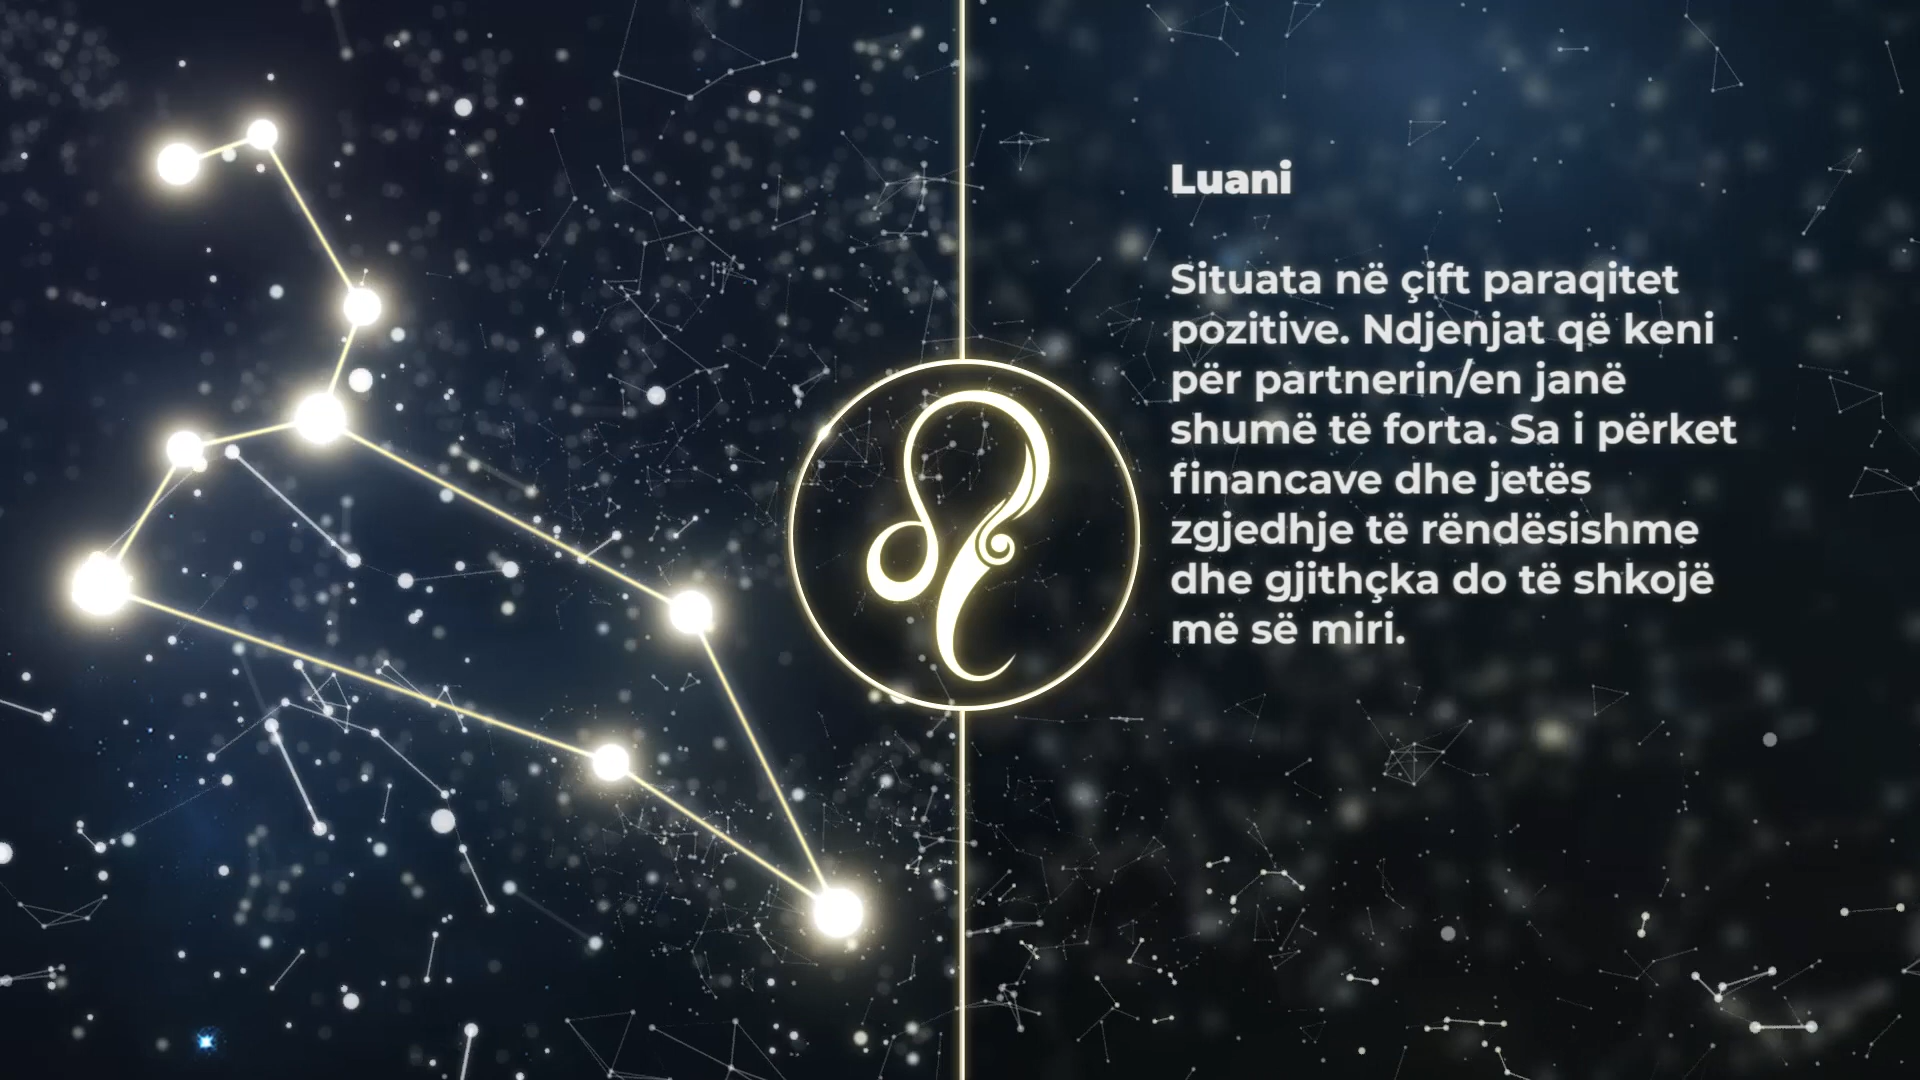 Luani
Situata në çift paraqitet
pozitive. Ndjenjat që keni
për partnerin/en janë
shumë të forta. Sa i përket
financave dhe jetës
zgjedhje të rëndësishme
dhe gjithçka do të shkojë
më së miri.